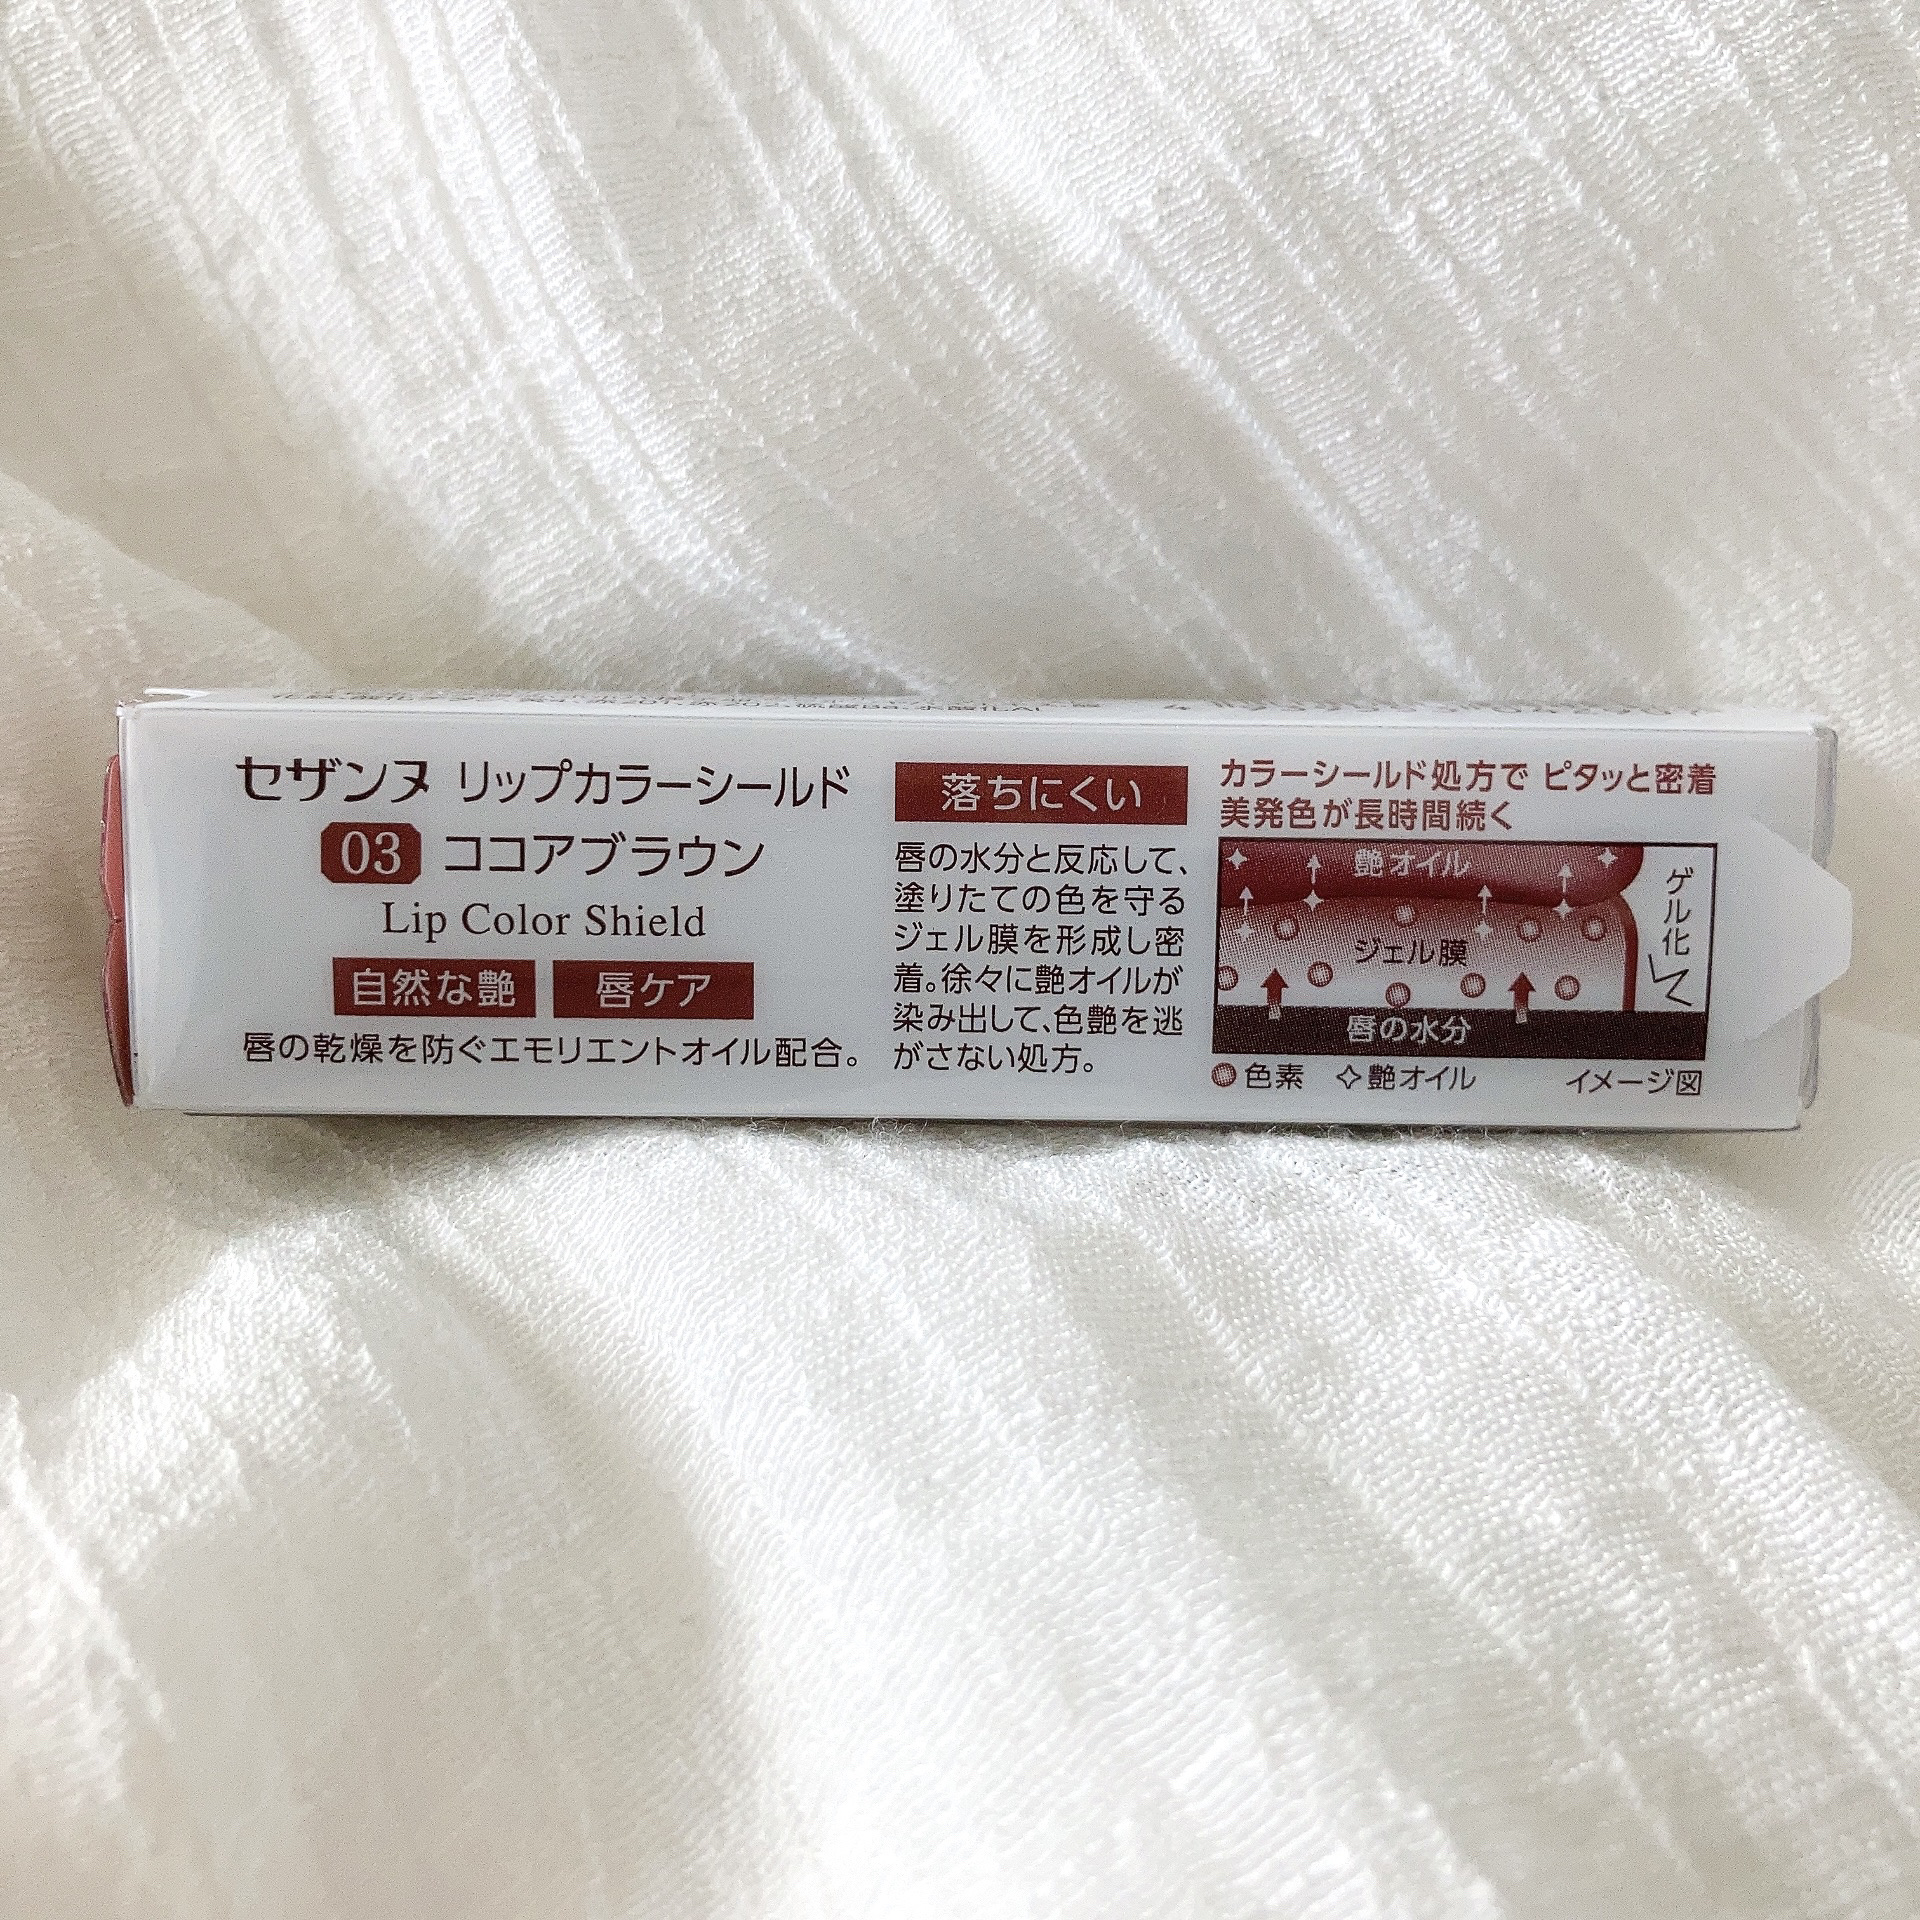 セザンヌ リップカラーシールド
03 ココアブラウン
Lip Color Shield
自然な艶 唇ケア
唇の乾燥を防ぐエモリエントオイル配合。
落ちにくい
唇の水分と反応して、
塗りたての色を守る
ジェル膜を形成し密
着。徐々に艶オイルが
染み出して、色艶を逃
がさない処方。
カラーシールド処方で ピタッと密着
美発色が長時間続く
艶オイル
ジェル膜
唇の水分
ゲル化
色素 艶オイル イメージ図